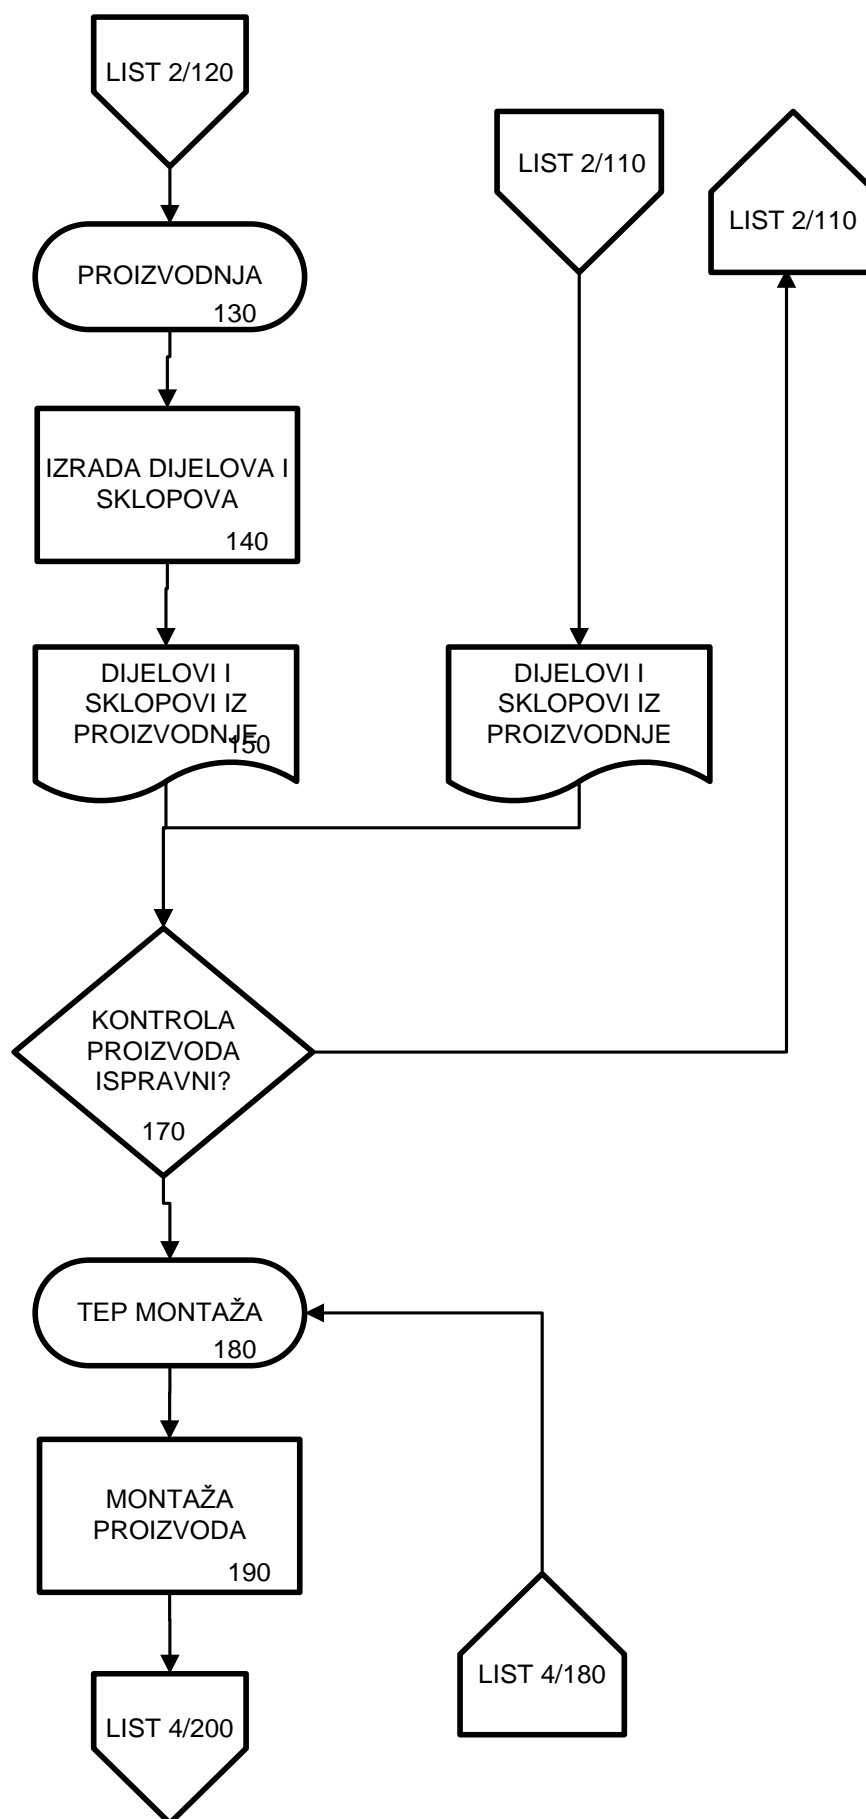 LIST 2/120
LIST 2/110
LIST 2/110
PROIZVODNJA
130
IZRADA DIJELOVA I
SKLOPOVA
140
DIJELOVI I
SKLOPOVI IZ
PROIZVODNJE
150
DIJELOVI I
SKLOPOVI IZ
PROIZVODNJE
KONTROLA
PROIZVODA
ISPRAVNI?
170
TEP MONTAŽA
180
MONTAŽA
PROIZVODA
190
LIST 4/180
LIST 4/200